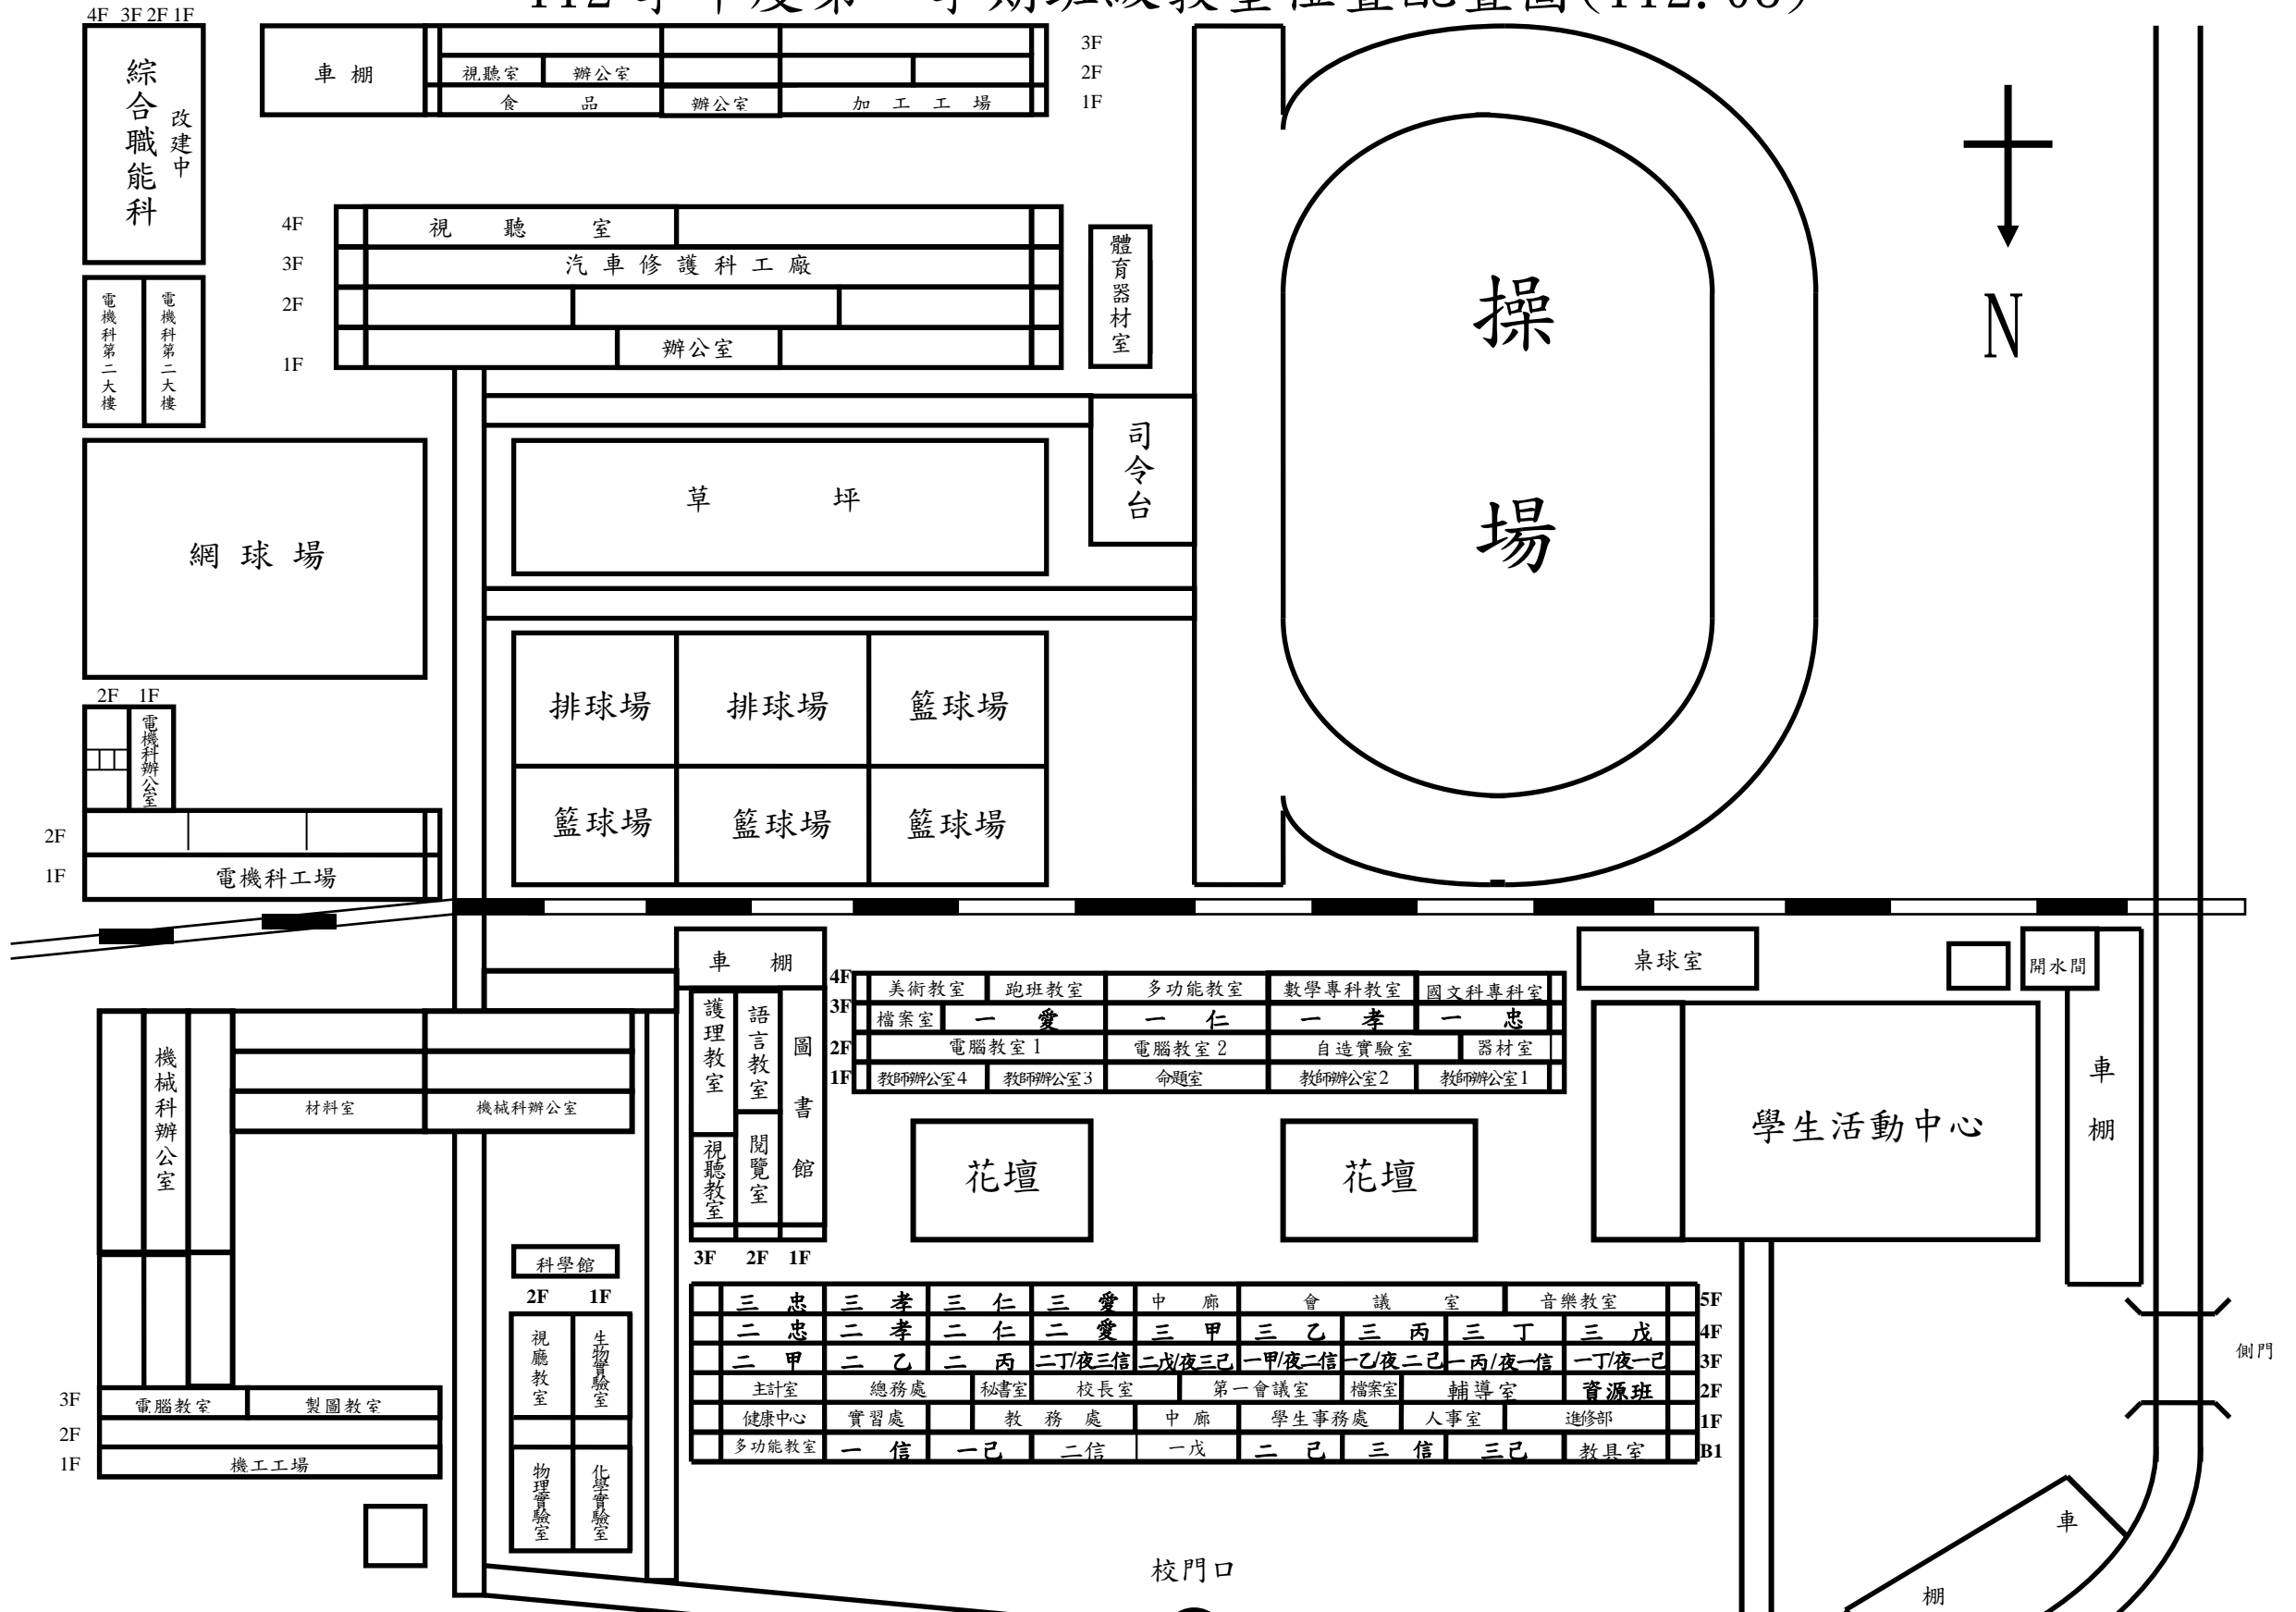 4F 3F 2F 1F
綜合職能科
改建中
車棚
視聽室 辦公室
食品 辦公室 加工工場
3F
2F
1F
4F
3F
2F
1F
視聽室
汽車修護科工廠
辦公室
體育器材室
操場
N
電機科第二大樓
電機科第二大樓
司令台
草坪
網球場
排球場 排球場 籃球場
籃球場 籃球場 籃球場
2F 1F
電機科辦公室
2F
1F
電機科工場
車棚
護理教室
語言教室
圖書館
視聽教室
閱覽室
3F 2F 1F
4F 美術教室 跑班教室 多功能教室 數學專科教室 國文科專科室
3F 檔案室 一愛 一仁 一孝 一忠
2F 電腦教室1 電腦教室2 自造實驗室 器材室
1F 教師辦公室4 教師辦公室3 命題室 教師辦公室2 教師辦公室1
桌球室
開水間
車棚
學生活動中心
花壇 花壇
機械科辦公室
材料室 機械科辦公室
科學館
2F 1F
視廳教室
生物實驗室
物理實驗室
化學實驗室
三忠 三孝 三仁 三愛 中廊 會議室 音樂教室 5F
二忠 二孝 二仁 二愛 三甲 三乙 三丙 三丁 三戊 4F
二甲 二乙 二丙 二丁/夜三信 二戊/夜三己 一甲/夜二信 一乙/夜二己 一丙/夜一信 一丁/夜一己 3F
主計室 總務處 秘書室 校長室 第一會議室 檔案室 輔導室 資源班 2F
健康中心 實習處 教務處 中廊 學生事務處 人事室 進修部 1F
多功能教室 一信 一己 二信 一戊 二己 三信 三己 教具室 B1
側門
3F 電腦教室 製圖教室
2F
1F 機工工場
校門口
車棚